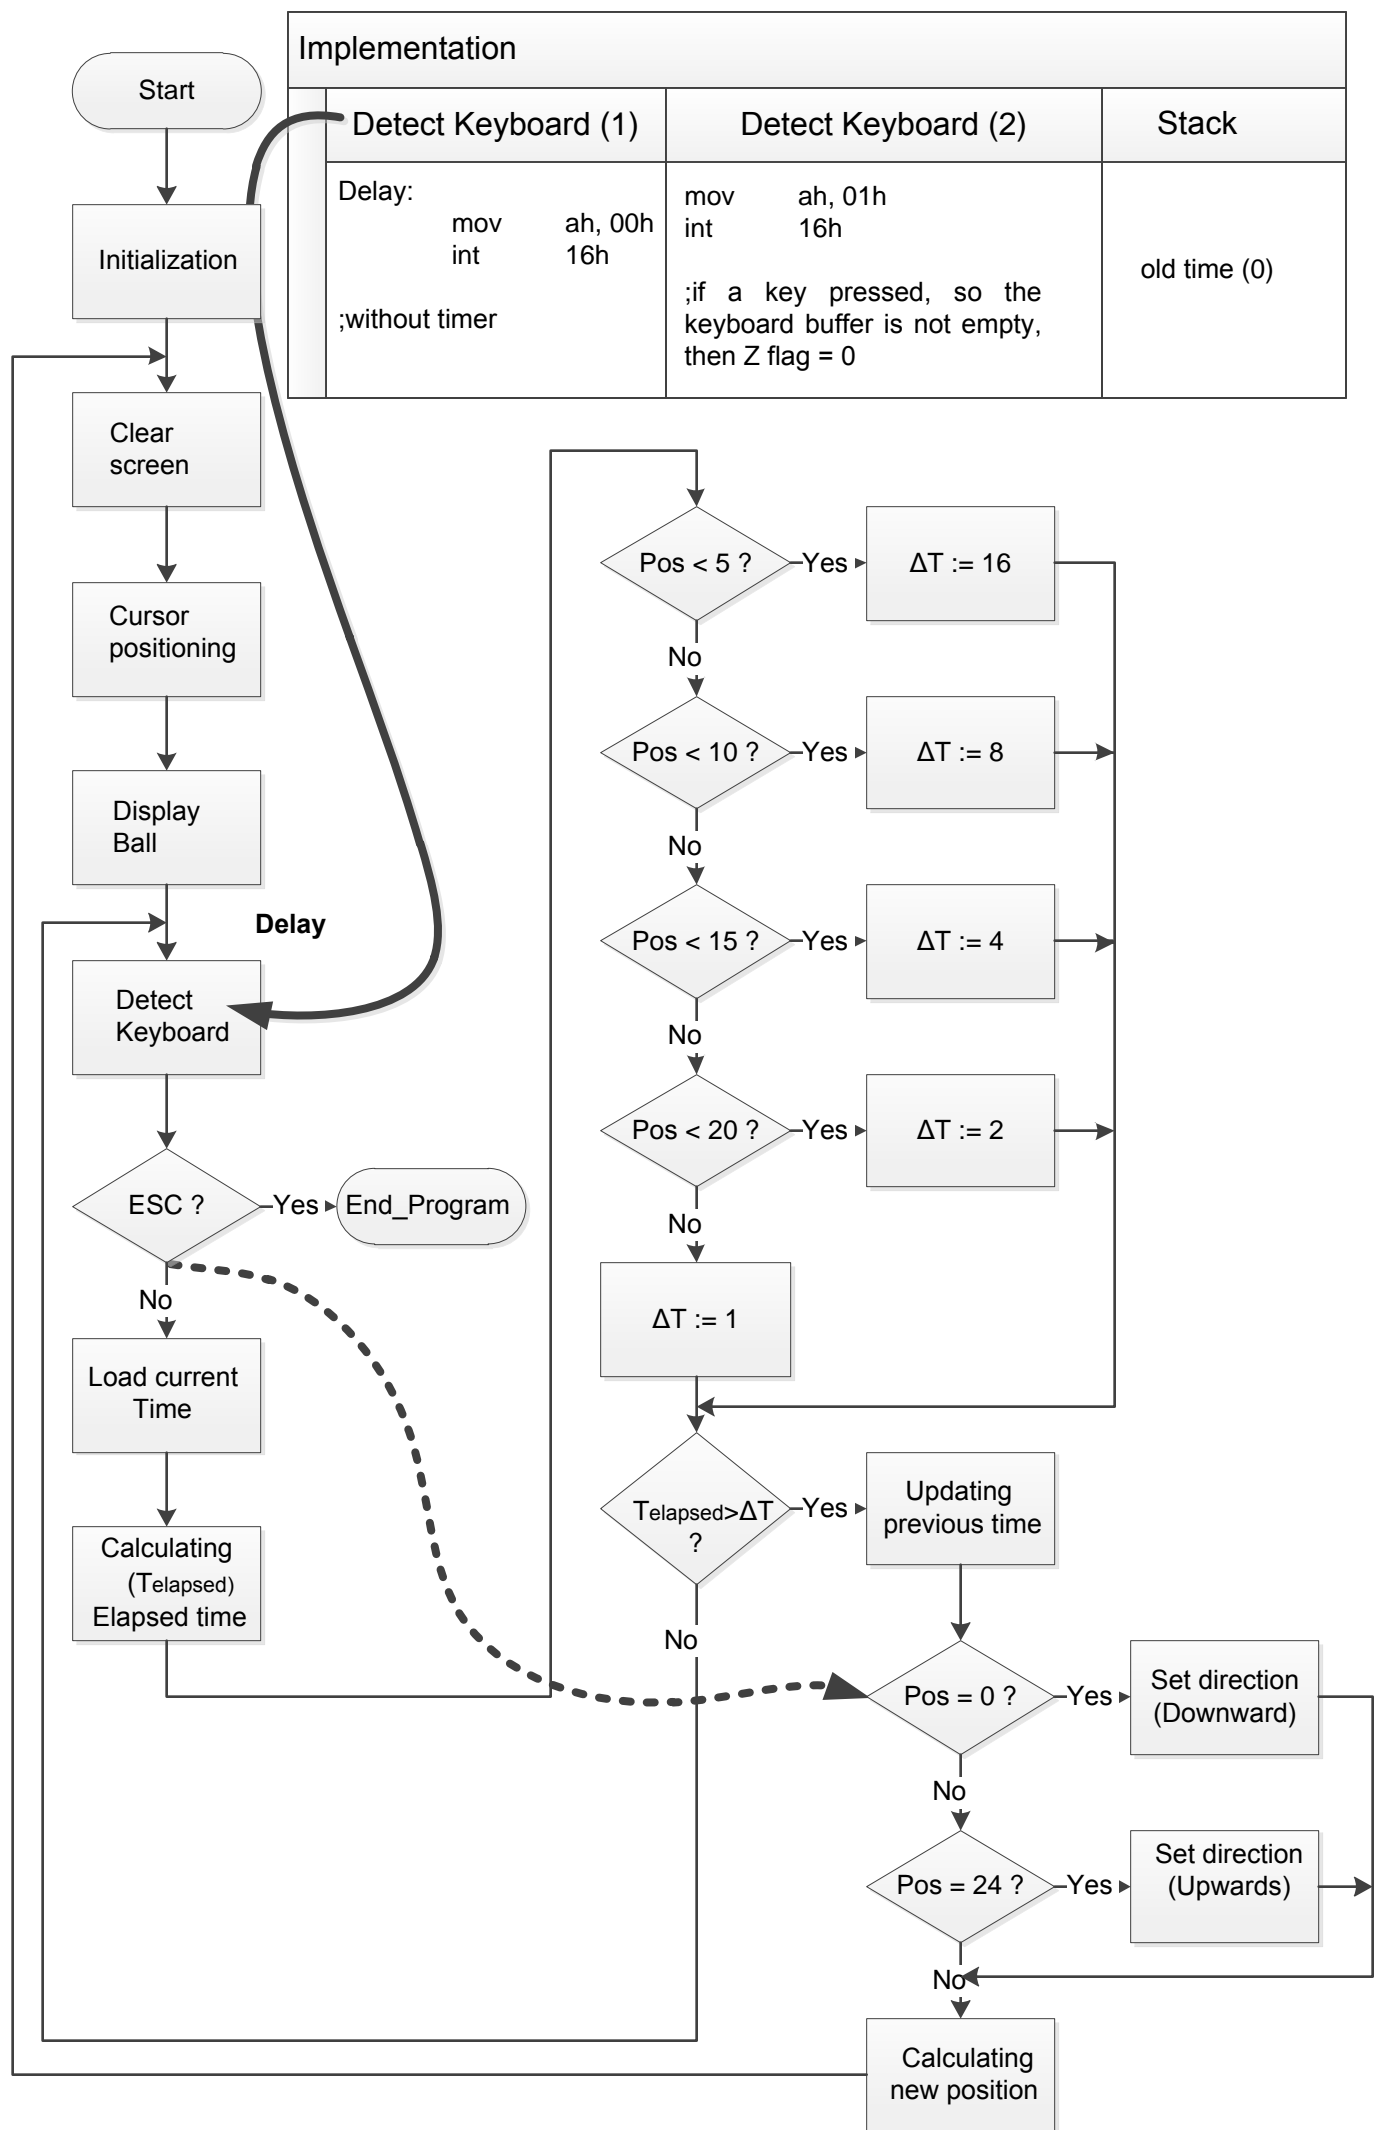 Implementation
Start
Detect Keyboard (1)
Detect Keyboard (2)
Stack
Delay:
mov ah, 00h
int 16h
;without timer
mov ah, 01h
int 16h
;if a key pressed, so the
keyboard buffer is not empty,
then Z flag = 0
old time (0)
Initialization
Clear
screen
Cursor
positioning
Display
Ball
Delay
Detect
Keyboard
ESC ?
Yes
End_Program
No
Load current
Time
Calculating
(Telapsed)
Elapsed time
Pos < 5 ?
Yes
ΔT := 16
No
Pos < 10 ?
Yes
ΔT := 8
No
Pos < 15 ?
Yes
ΔT := 4
No
Pos < 20 ?
Yes
ΔT := 2
No
ΔT := 1
Telapsed>ΔT
?
Yes
Updating
previous time
No
Pos = 0 ?
Yes
Set direction
(Downward)
No
Pos = 24 ?
Yes
Set direction
(Upwards)
No
Calculating
new position